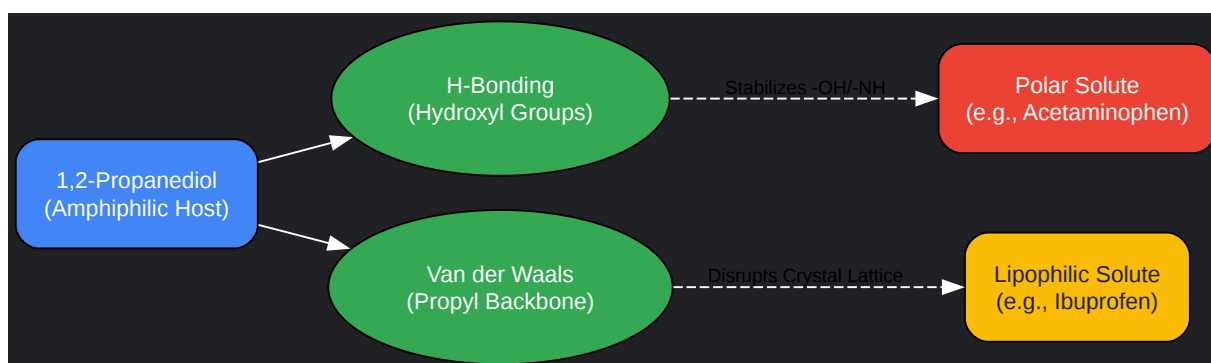 H-Bonding
(Hydroxyl Groups)
Stabilizes -OH/-NH
Polar Solute
(e.g., Acetaminophen)
1,2-Propanediol
(Amphiphilic Host)
Van der Waals
(Propyl Backbone)
Disrupts Crystal Lattice
Lipophilic Solute
(e.g., Ibuprofen)